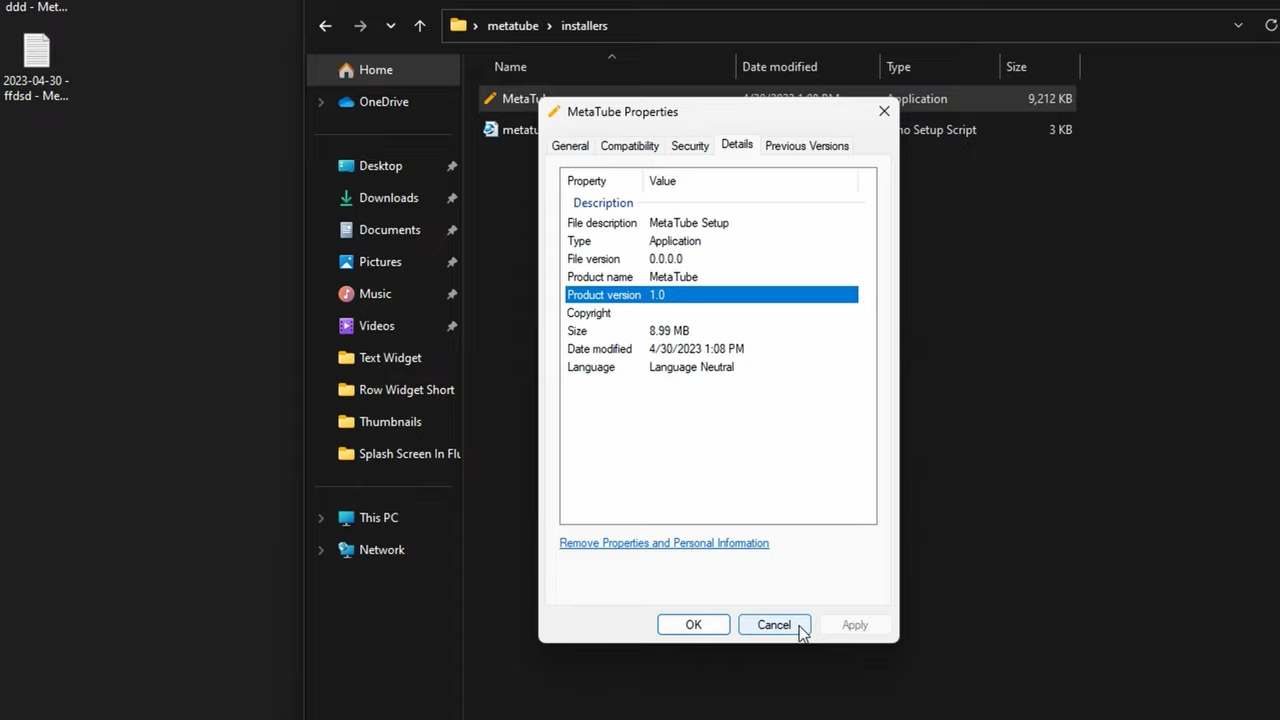 ddd - Met...
2023-04-30 -
ffdsd - Me...
metatube
installers
Home
OneDrive
Desktop
Downloads
Documents
Pictures
Music
Videos
Text Widget
Row Widget Short
Thumbnails
Splash Screen In Flu
This PC
Network
Name
Date modified
Type
Size
9,212 KB
3 KB
Setup Script
MetaTube Properties
General
Compatibility
Security
Details
Previous Versions
Property
Value
Description
File description MetaTube Setup
Type Application
File version 0.0.0.0
Product name MetaTube
Product version 1.0
Copyright
Size 8.99 MB
Date modified 4/30/2023 1:08 PM
Language Language Neutral
Remove Properties and Personal Information
OK
Cancel
Apply